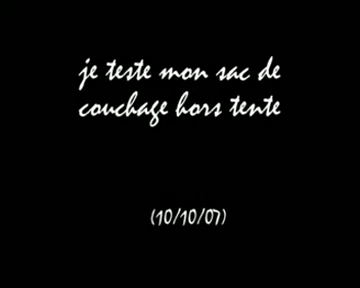 je teste mon sac de
couchage hors tente
(10/10/07)